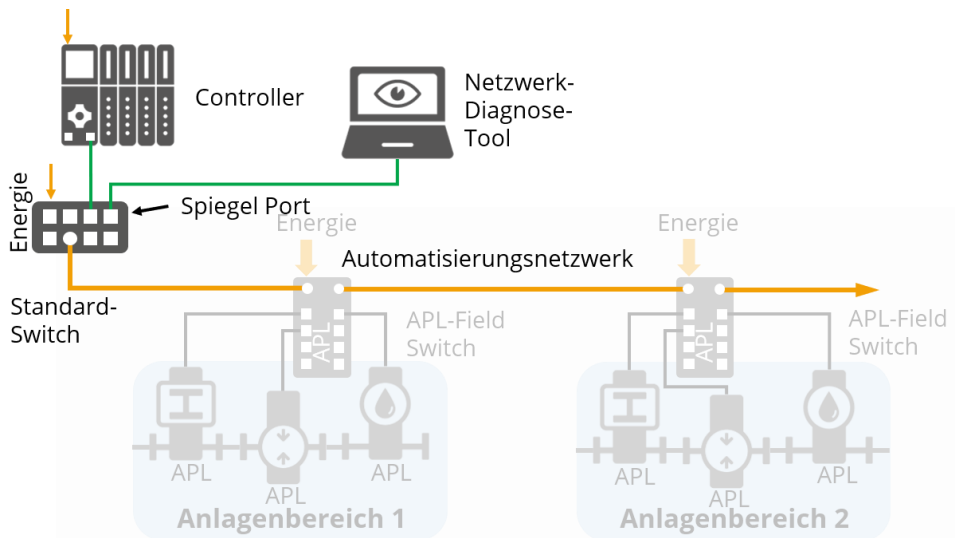 Controller
Netzwerk-
Diagnose-
Tool
Energie
Spiegel Port
Energie
Energie
Automatisierungsnetzwerk
Standard-
Switch
APL
APL-Field
Switch
APL
APL-Field
Switch
APL
APL
APL
APL
APL
APL
Anlagenbereich 1
Anlagenbereich 2